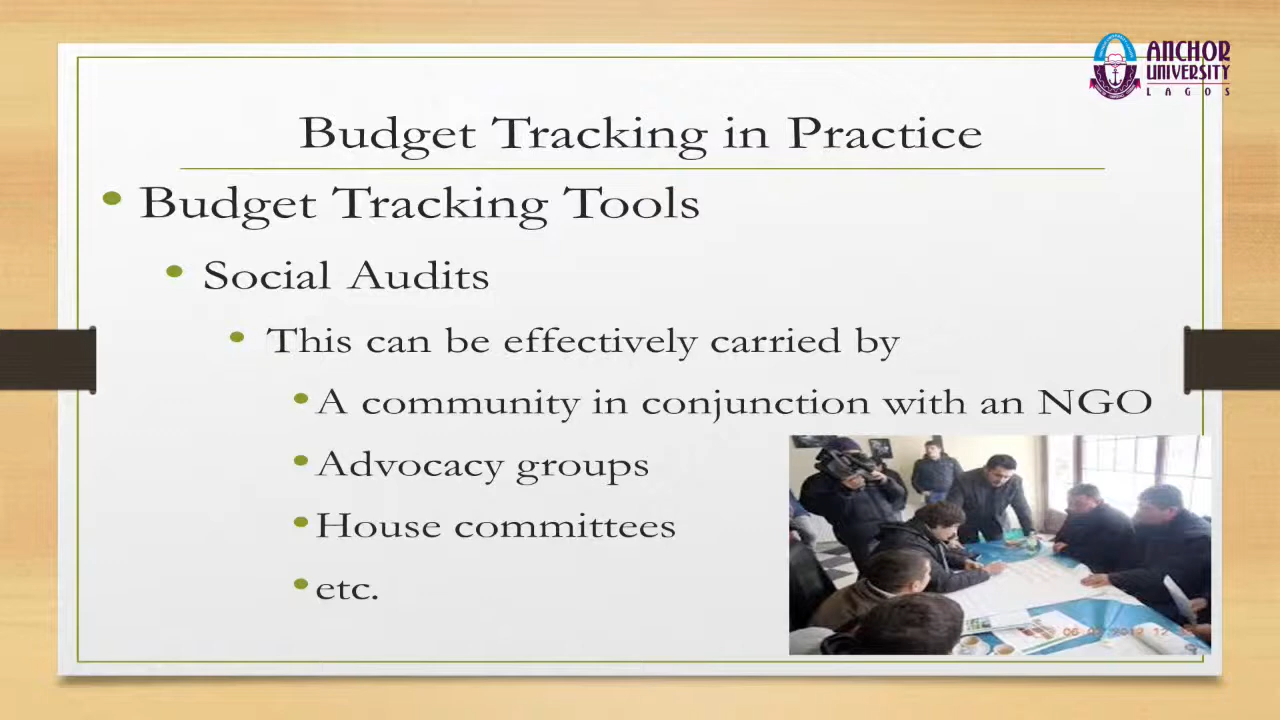 ANCHOR
UNIVERSITY
LAGOS
Budget Tracking in Practice
• Budget Tracking Tools
• Social Audits
• This can be effectively carried by
• A community in conjunction with an NGO
• Advocacy groups
• House committees
• etc.